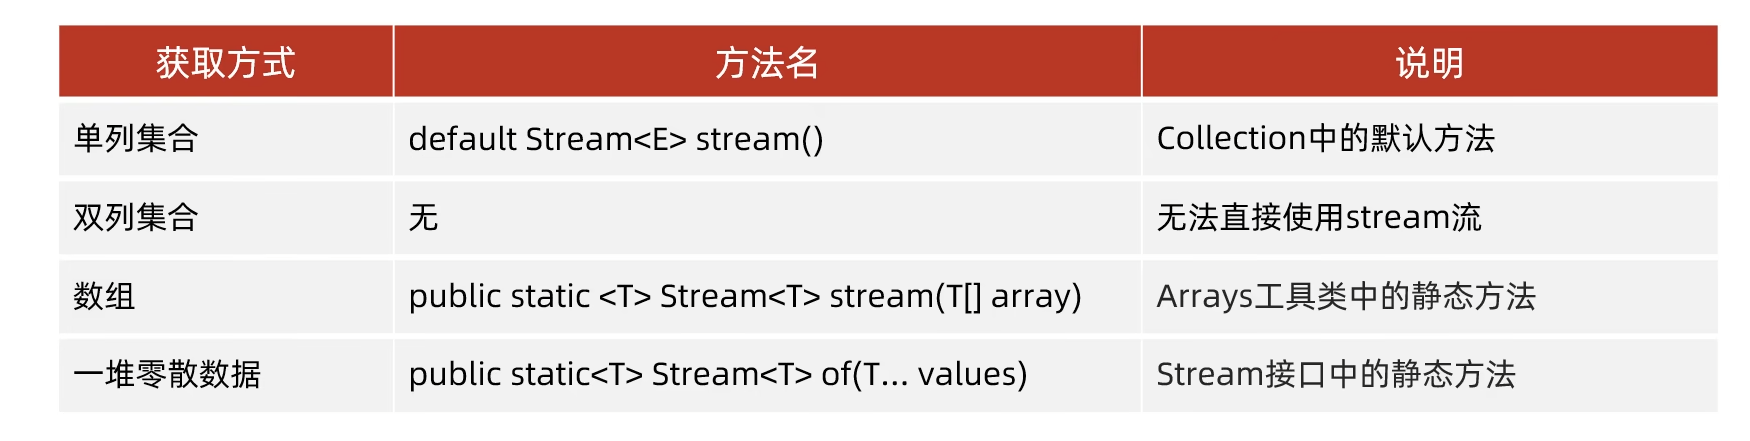 获取方式 方法名 说明
单列集合 default Stream<E> stream() Collection中的默认方法
双列集合 无 无法直接使用stream流
数组 public static <T> Stream<T> stream(T[] array) Arrays工具类中的静态方法
一堆零散数据 public static<T> Stream<T> of(T... values) Stream接口中的静态方法